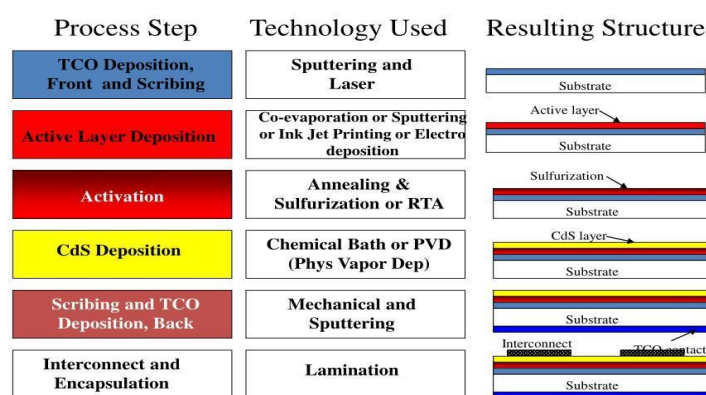 Process Step
Technology Used
Resulting Structure
TCO Deposition,
Front and Scribing
Sputtering and
Laser
Substrate
Active Layer Deposition
Co-evaporation or Sputtering
or Ink Jet Printing or Electro
deposition
Active layer
Substrate
Activation
Annealing &
Sulfurization or RTA
Sulfurization
Substrate
CdS Deposition
Chemical Bath or PVD
(Phys Vapor Dep)
CdS layer
Substrate
Scribing and TCO
Deposition, Back
Mechanical and
Sputtering
Substrate
TCO contact
Interconnect and
Encapsulation
Lamination
Interconnect
Substrate